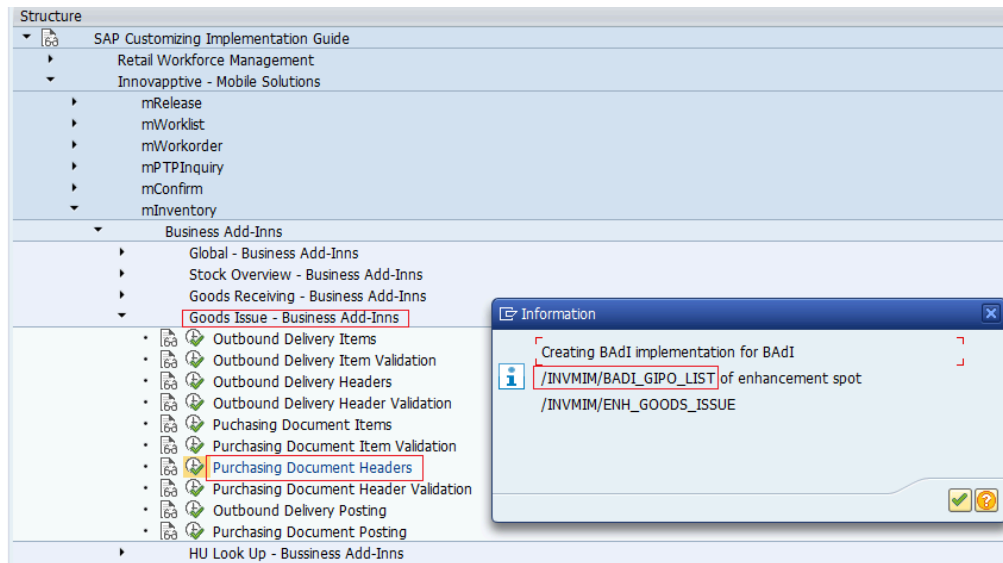 Structure
SAP Customizing Implementation Guide
Retail Workforce Management
Innovapptive - Mobile Solutions
mRelease
mWorklist
mWorkorder
mPTPInquiry
mConfirm
mInventory
Business Add-Inns
Global - Business Add-Inns
Stock Overview - Business Add-Inns
Goods Receiving - Business Add-Inns
Goods Issue - Business Add-Inns
Outbound Delivery Items
Outbound Delivery Item Validation
Outbound Delivery Headers
Outbound Delivery Header Validation
Puchasing Document Items
Purchasing Document Item Validation
Purchasing Document Headers
Purchasing Document Header Validation
Outbound Delivery Posting
Purchasing Document Posting
HU Look Up - Bussiness Add-Inns
Information
Creating BAdI implementation for BAdI
/INVMIM/BADI_GIPO_LIST of enhancement spot
/INVMIM/ENH_GOODS_ISSUE